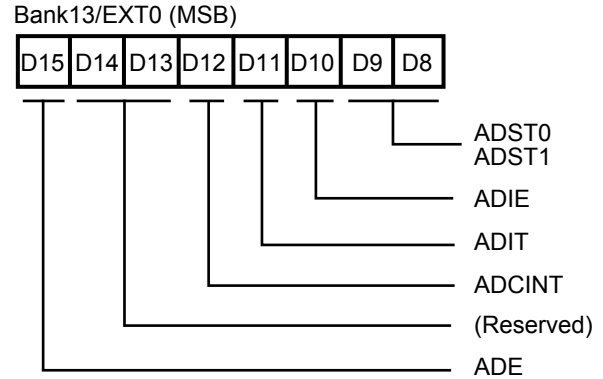 Bank13/EXT0 (MSB)
D15 D14 D13 D12 D11 D10 D9 D8
ADST0
ADST1
ADIE
ADIT
ADCINT
(Reserved)
ADE